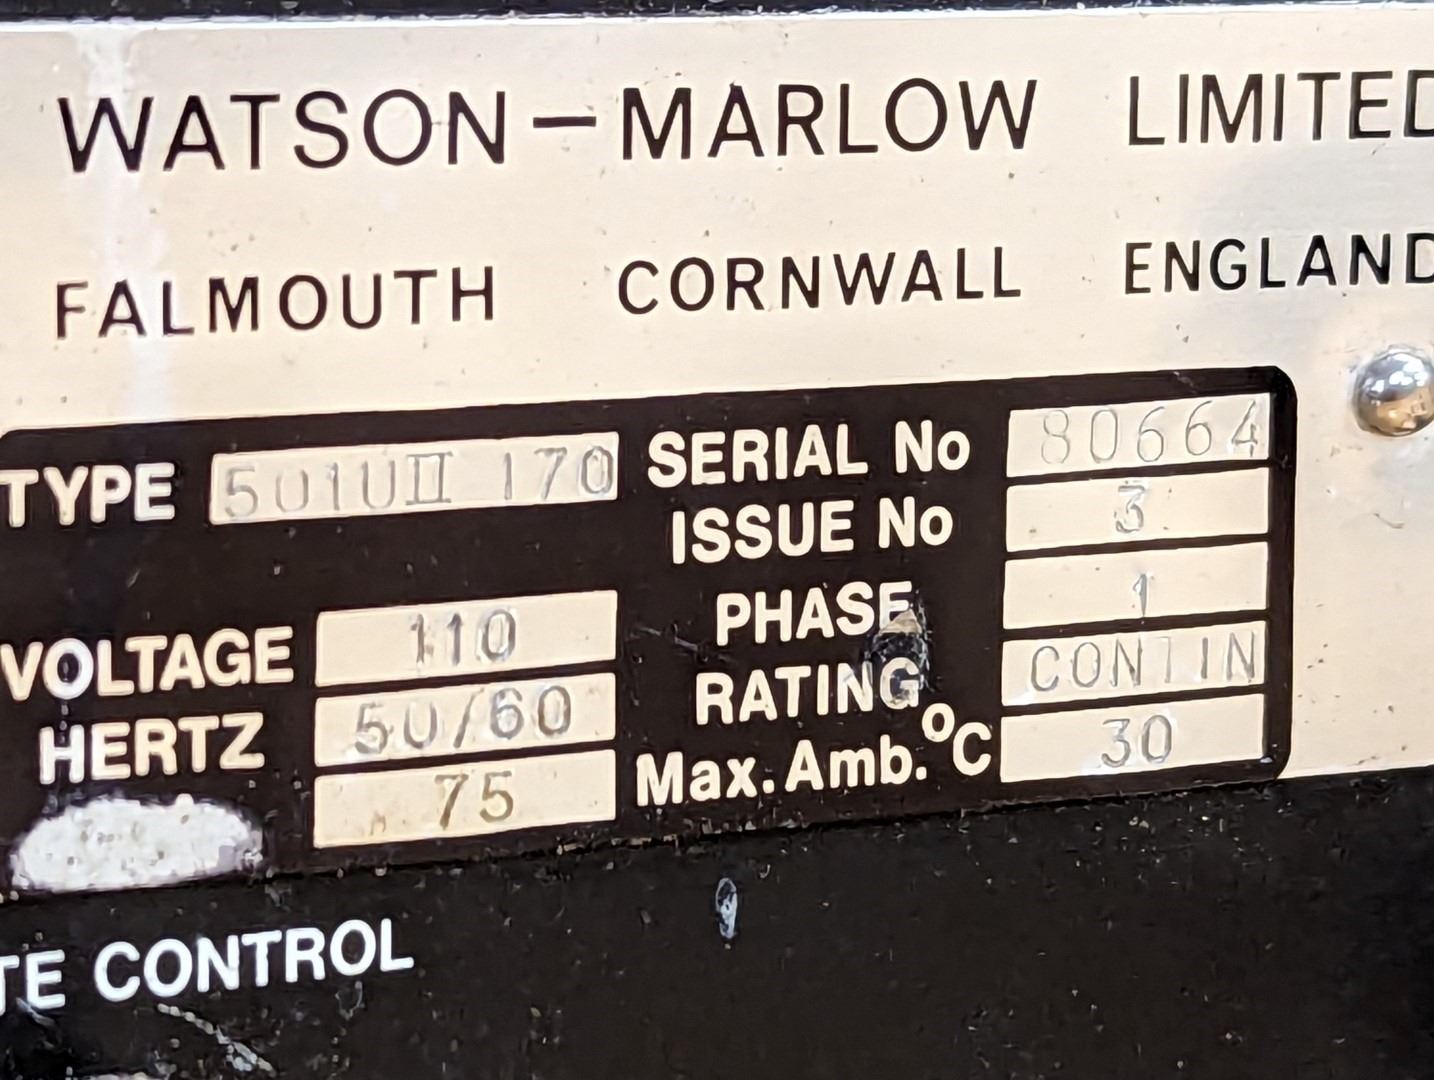 WATSON-MARLOW LIMITED
FALMOUTH CORNWALL ENGLAND
TYPE 501UII 170 SERIAL No 80664
ISSUE No 3
PHASE 1
VOLTAGE 110
RATING CONTIN
HERTZ 50/60
Max. Amb. °C 30
75
TE CONTROL